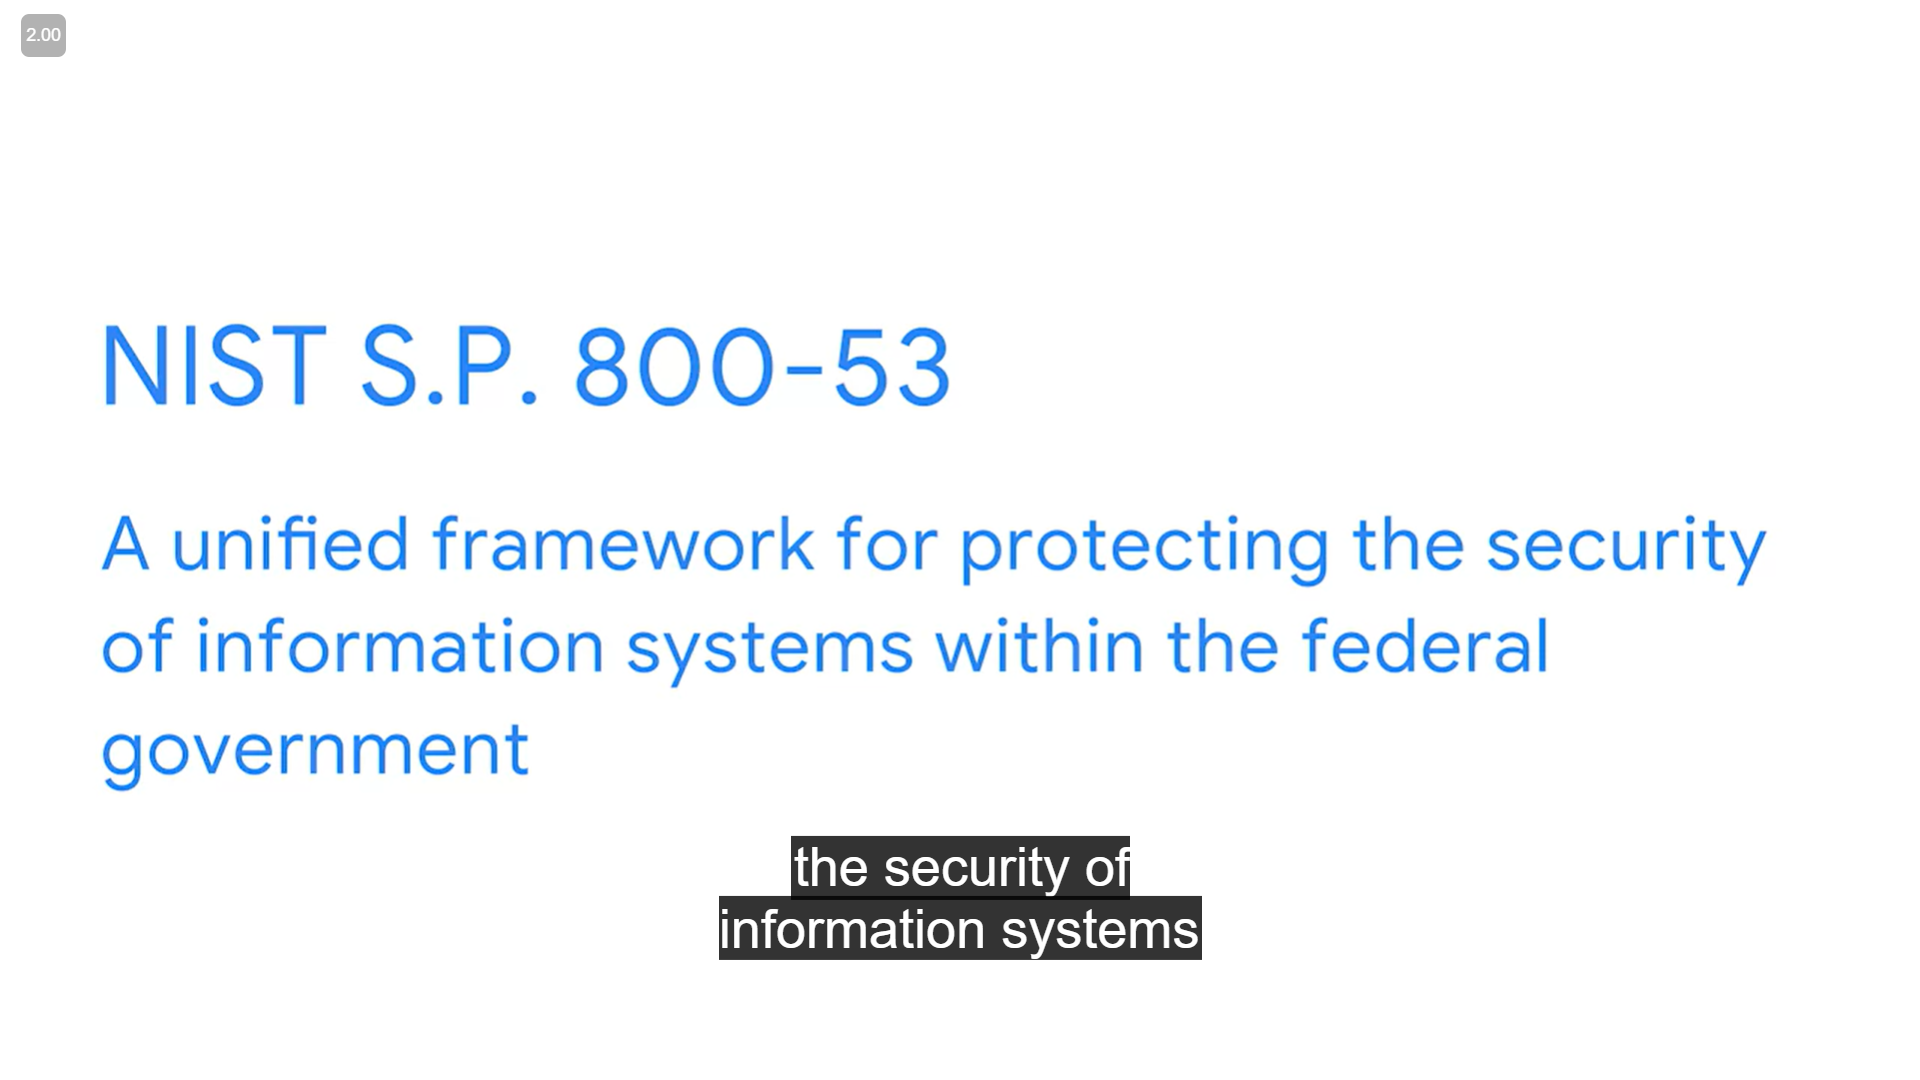 2.00
NIST S.P. 800-53
A unified framework for protecting the security
of information systems within the federal
government
the security of
information systems